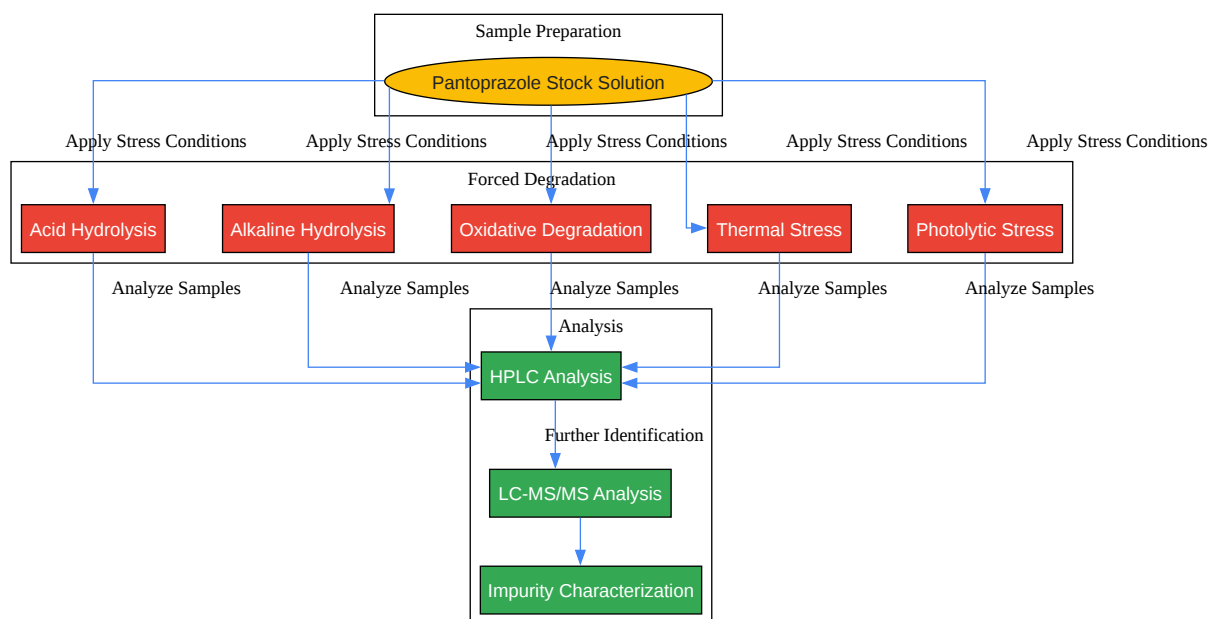 Sample Preparation
Pantoprazole Stock Solution
Apply Stress Conditions
Apply Stress Conditions
Apply Stress Conditions
Apply Stress Conditions
Apply Stress Conditions
Forced Degradation
Acid Hydrolysis
Alkaline Hydrolysis
Oxidative Degradation
Thermal Stress
Photolytic Stress
Analyze Samples
Analyze Samples
Analyze Samples
Analyze Samples
Analyze Samples
Analysis
HPLC Analysis
Further Identification
LC-MS/MS Analysis
Impurity Characterization